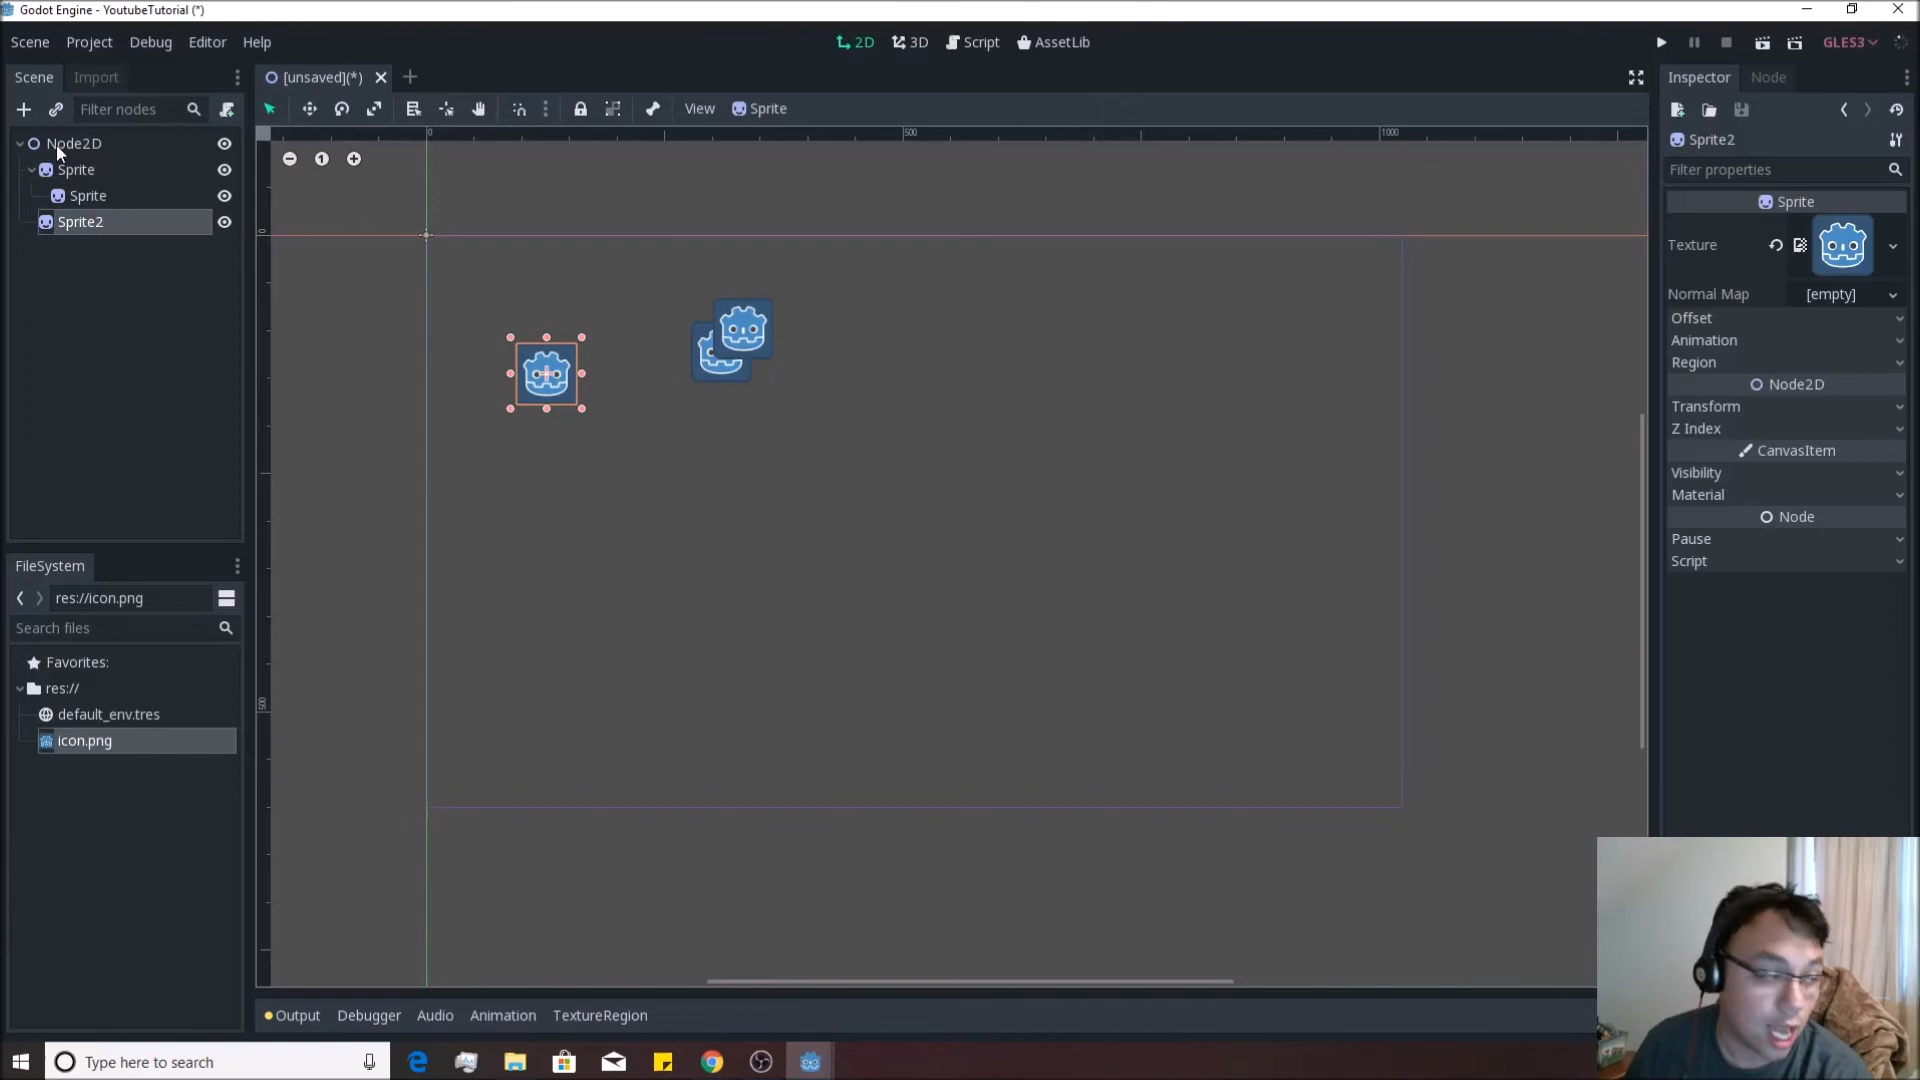 Godot Engine - YoutubeTutorial (*)
Scene Project Debug Editor Help
2D 3D Script AssetLib
GLES3
Scene Import
[unsaved](*)
Inspector Node
Filter nodes
View Sprite
Node2D
Sprite
Sprite
Sprite2
0 500 1000
0
500
Sprite2
Filter properties
Sprite
Texture
Normal Map [empty]
Offset
Animation
Region
Node2D
Transform
Z Index
CanvasItem
Visibility
Material
Node
Pause
Script
FileSystem
res://icon.png
Search files
Favorites:
res://
default_env.tres
icon.png
Output Debugger Audio Animation TextureRegion
Type here to search